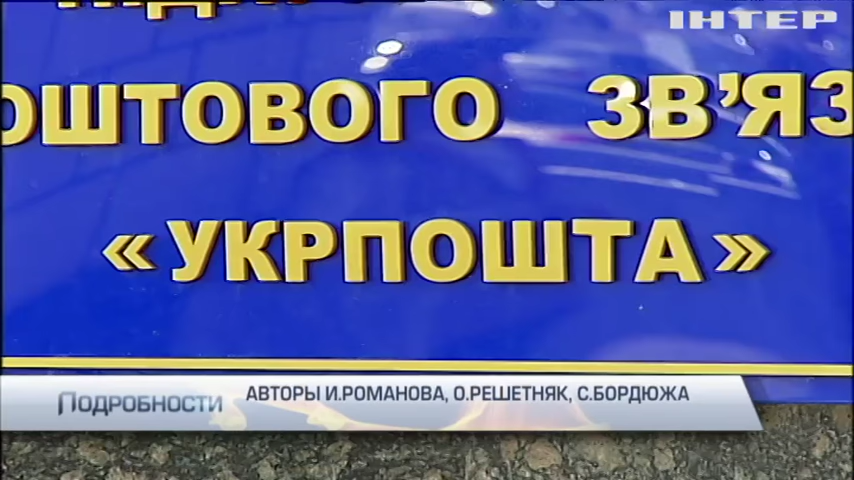 ІНТЕР
ОШТОВОГО ЗВ’ЯЗ
«УКРПОШТА»
ПОДРОБНОСТИ
АВТОРЫ И.РОМАНОВА, О.РЕШЕТНЯК, С.БОРДЮЖА